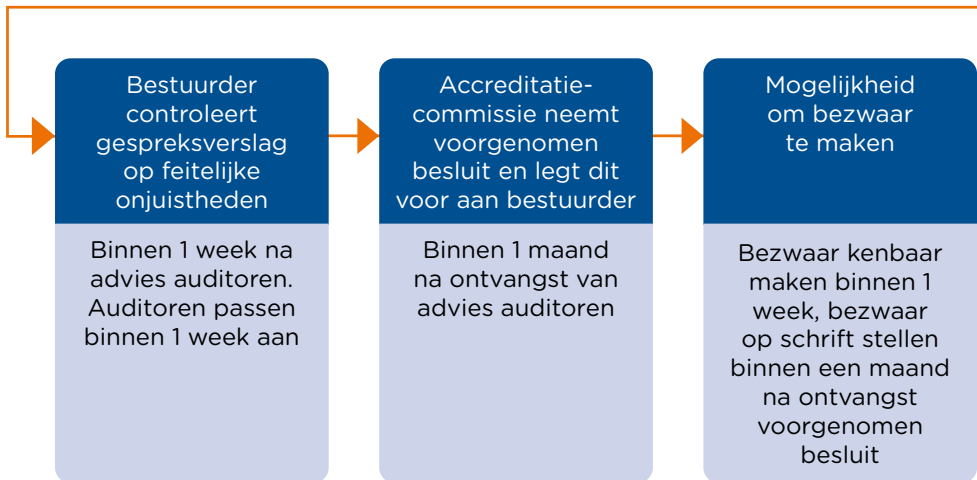 Bestuurder
controleert
gespreksverslag
op feitelijke
onjuistheden
Binnen 1 week na
advies auditoren.
Auditoren passen
binnen 1 week aan
Accreditatie-
commissie neemt
voorgenomen
besluit en legt dit
voor aan bestuurder
Binnen 1 maand
na ontvangst van
advies auditoren
Mogelijkheid
om bezwaar
te maken
Bezwaar kenbaar
maken binnen 1
week, bezwaar
op schrift stellen
binnen een maand
na ontvangst
voorgenomen
besluit